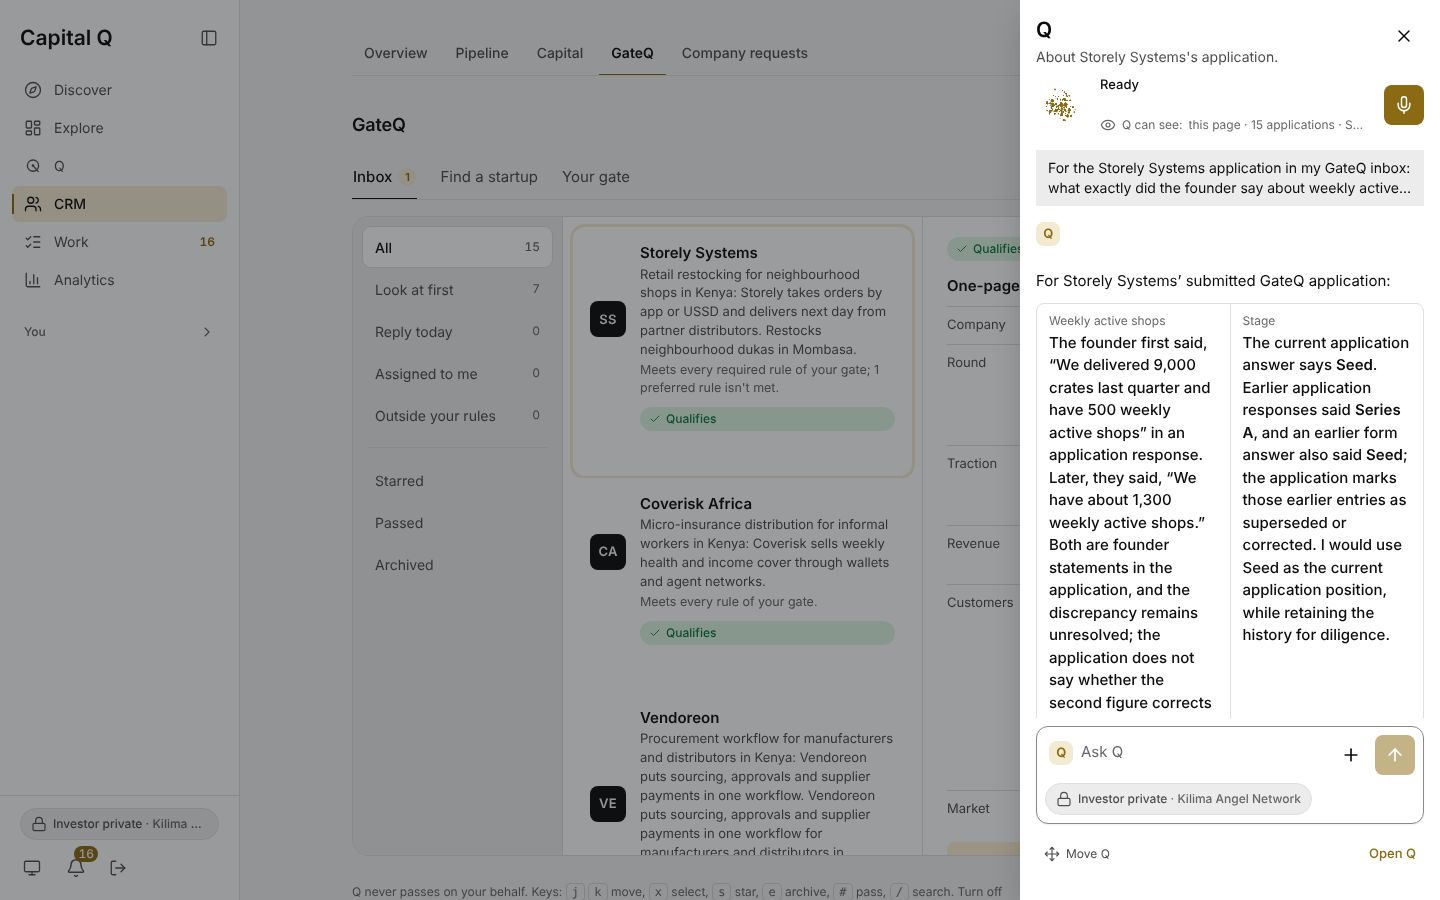 Capital Q
Discover
Explore
Q
CRM
Work 16
Analytics
You
Investor private · Kilima ...
16
Overview Pipeline Capital GateQ Company requests
GateQ
Inbox 1 Find a startup Your gate
All 15
Look at first 7
Reply today 0
Assigned to me 0
Outside your rules 0
Starred
Passed
Archived
SS
Storely Systems
Retail restocking for neighbourhood
shops in Kenya: Storely takes orders by
app or USSD and delivers next day from
partner distributors. Restocks
neighbourhood dukas in Mombasa.
Meets every required rule of your gate; 1
preferred rule isn't met.
Qualifies
CA
Coverisk Africa
Micro-insurance distribution for informal
workers in Kenya: Coverisk sells weekly
health and income cover through wallets
and agent networks.
Meets every rule of your gate.
Qualifies
VE
Vendoreon
Procurement workflow for manufacturers
and distributors in Kenya: Vendoreon
puts sourcing, approvals and supplier
payments in one workflow. Vendoreon
puts sourcing, approvals and supplier
payments in one workflow for
manufacturers and distributors in
Qualifies
One-page
Company
Round
Traction
Revenue
Customers
Market
Q never passes on your behalf. Keys: j k move, x select, s star, e archive, # pass, / search. Turn off
Q
About Storely Systems's application.
Ready
Q can see: this page · 15 applications · S...
For the Storely Systems application in my GateQ inbox:
what exactly did the founder say about weekly active...
Q
For Storely Systems’ submitted GateQ application:
Weekly active shops
The founder first said,
“We delivered 9,000
crates last quarter and
have 500 weekly
active shops” in an
application response.
Later, they said, “We
have about 1,300
weekly active shops.”
Both are founder
statements in the
application, and the
discrepancy remains
unresolved; the
application does not
say whether the
second figure corrects
Stage
The current application
answer says Seed.
Earlier application
responses said Series
A, and an earlier form
answer also said Seed;
the application marks
those earlier entries as
superseded or
corrected. I would use
Seed as the current
application position,
while retaining the
history for diligence.
Q Ask Q
Investor private · Kilima Angel Network
Move Q
Open Q